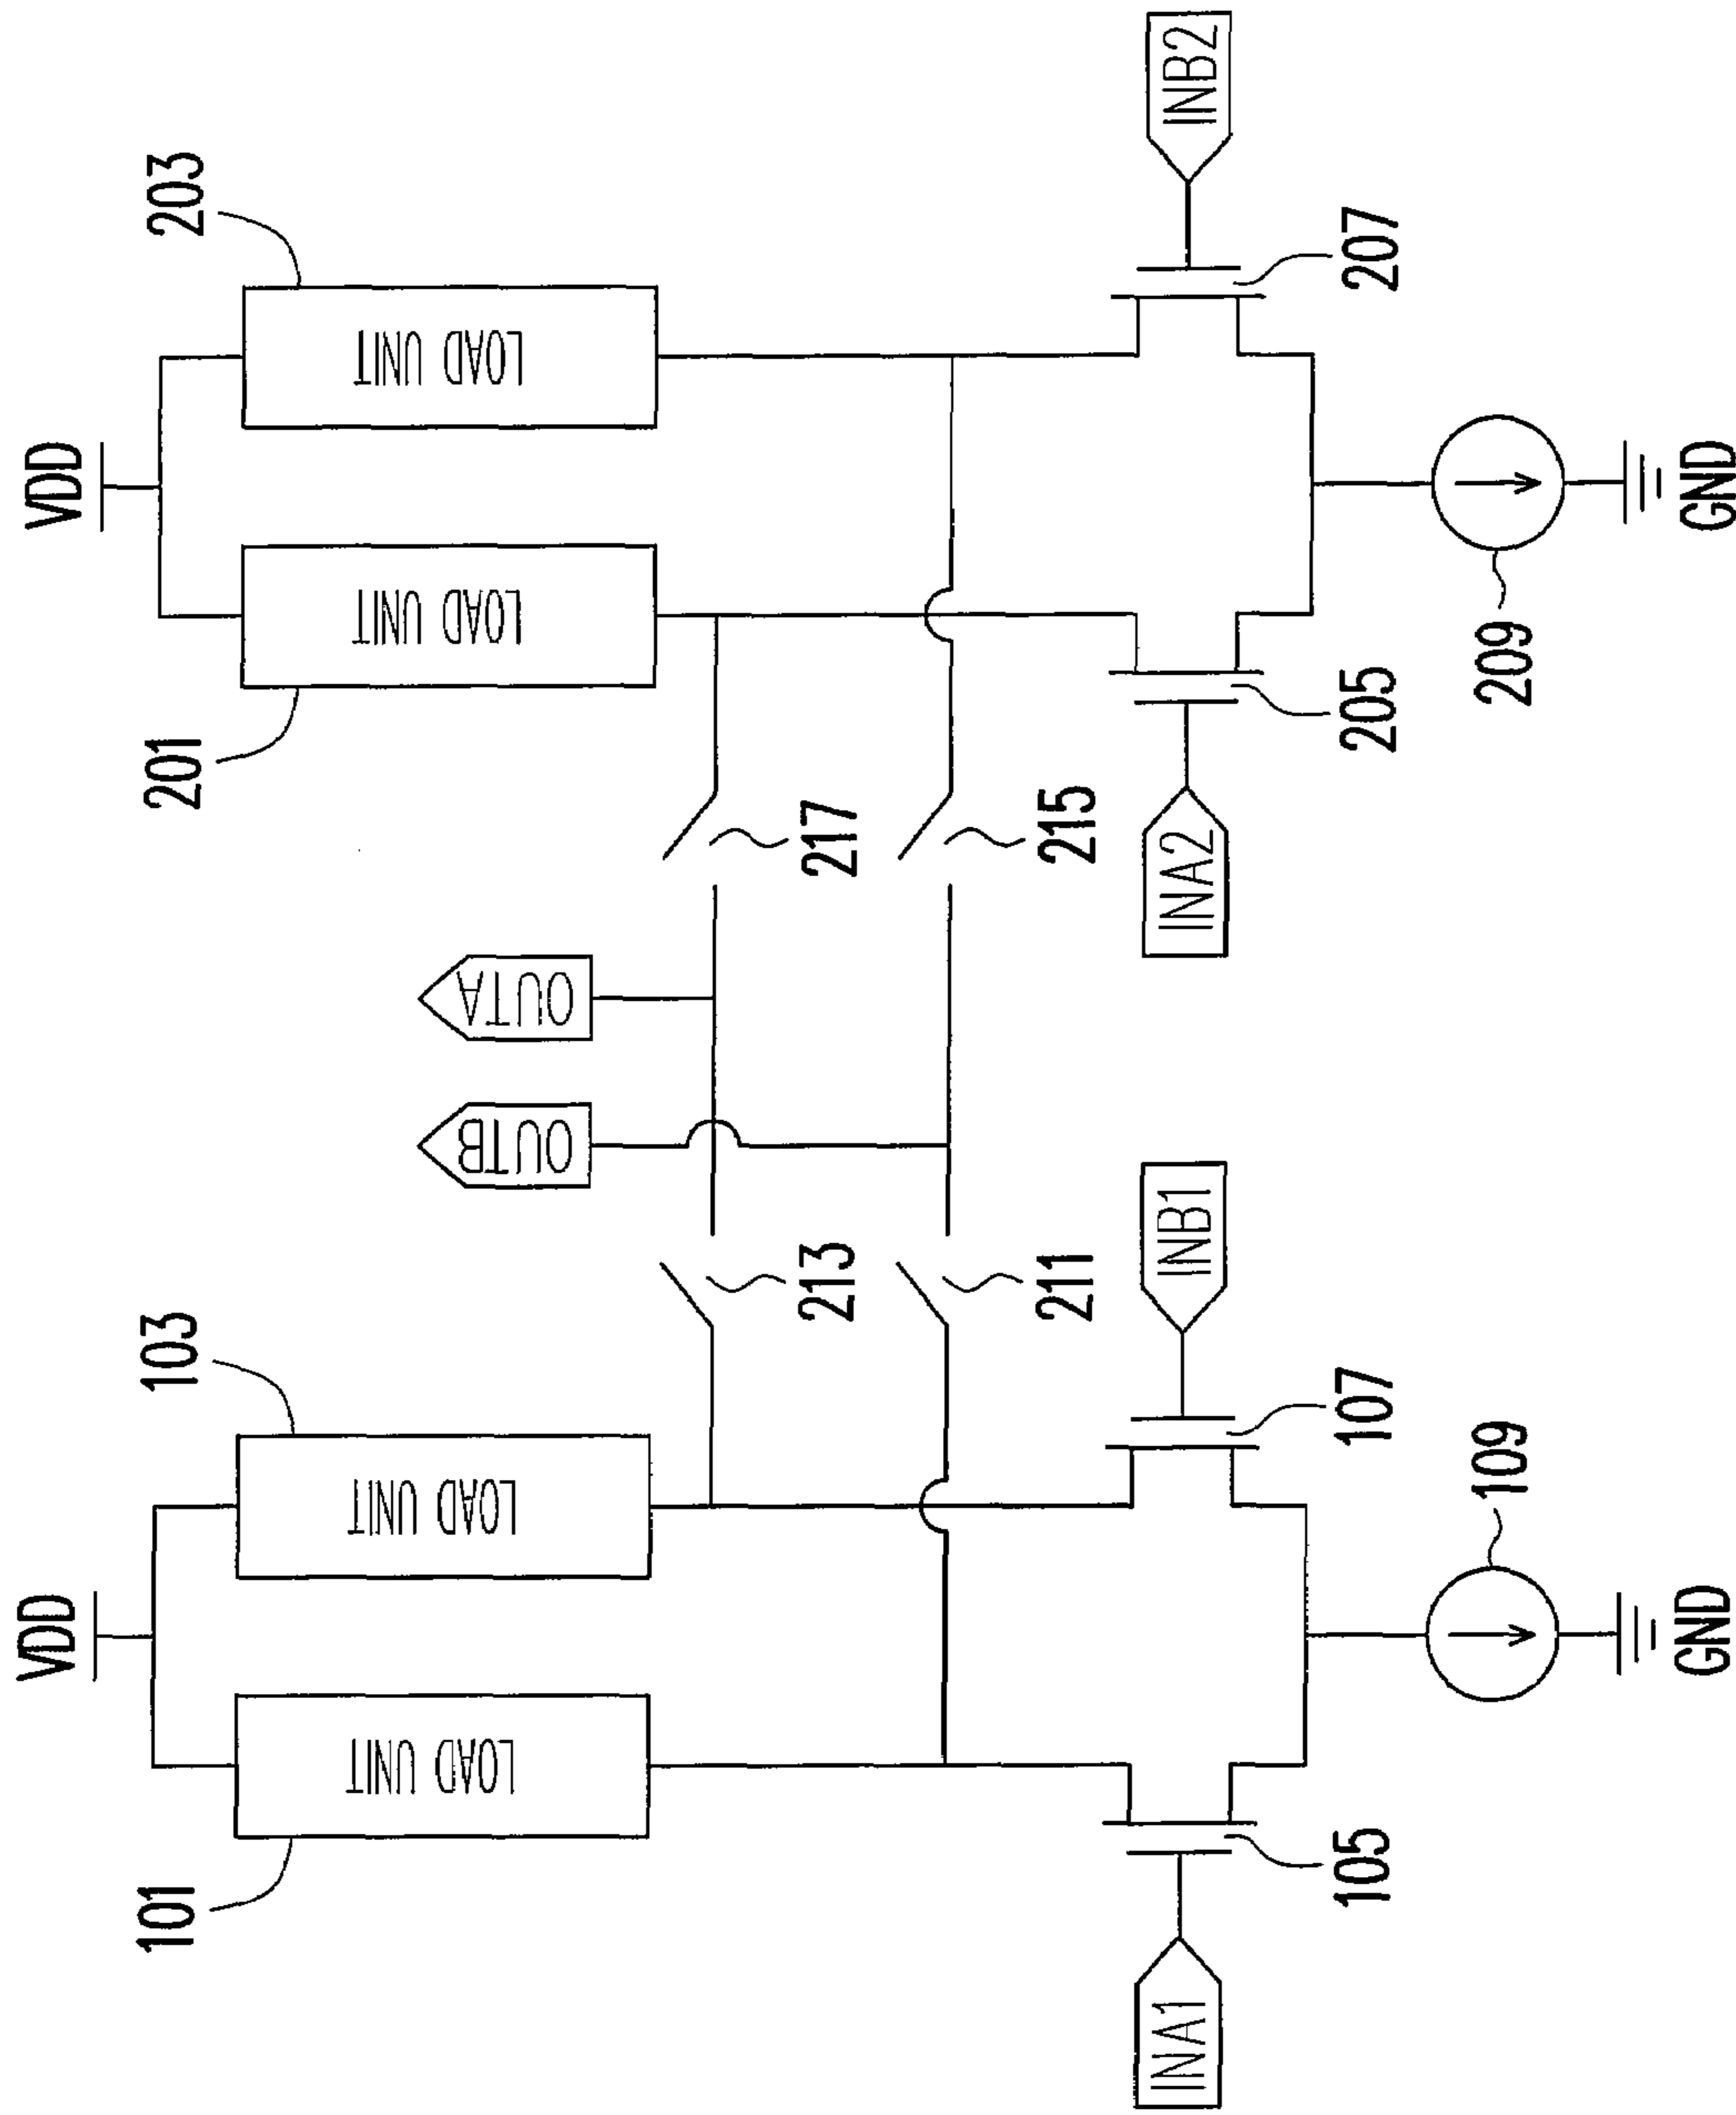 VDD
VDD
101
103
201
203
LOAD UNIT
LOAD UNIT
LOAD UNIT
LOAD UNIT
OUTB
OUTA
213
217
211
215
INA1
INB1
INA2
INB2
105
107
205
207
109
209
GND
GND